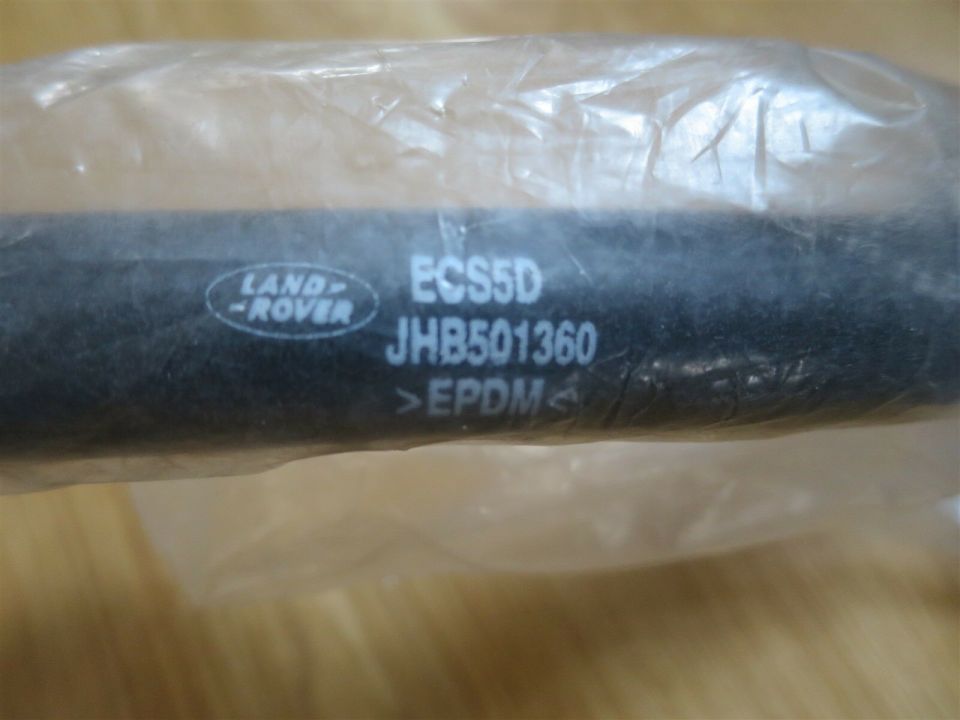 LAND-
-ROVER
ECS5D
JHB501360
>EPDM<